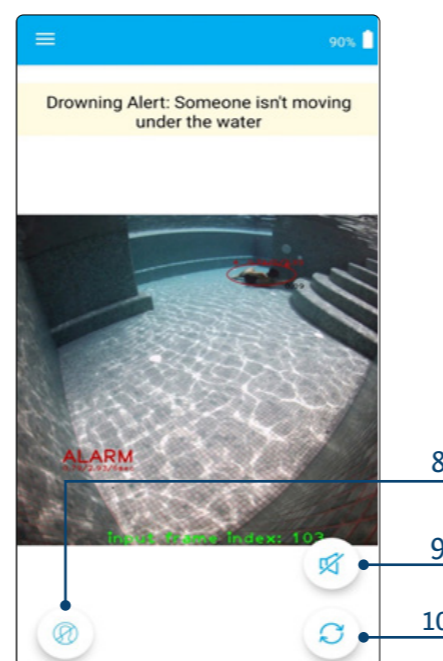 90%
Drowning Alert: Someone isn't moving
under the water
ALARM
Input Frame Index: 103
8
9
10